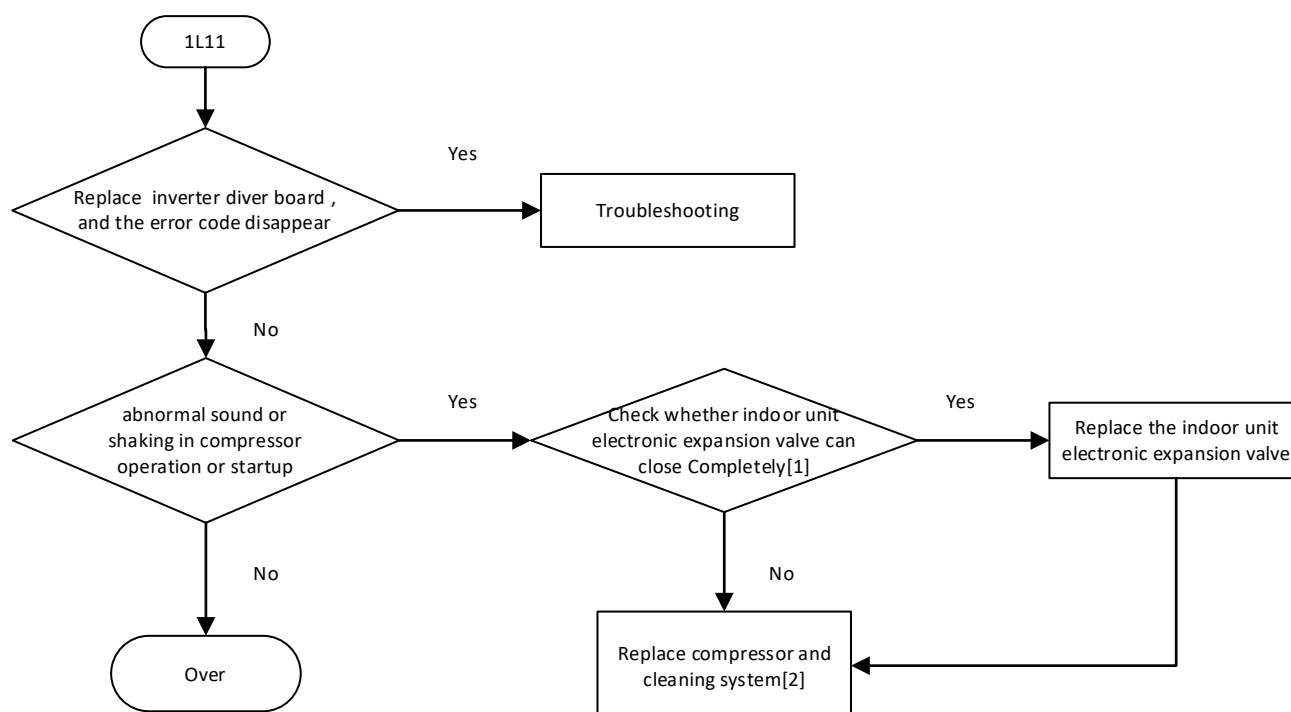 1L11
Yes
Replace inverter diver board ,
and the error code disappear
Troubleshooting
No
abnormal sound or
shaking in compressor
operation or startup
Yes
Check whether indoor unit
electronic expansion valve can
close Completely[1]
Yes
Replace the indoor unit
electronic expansion valve
No
No
Over
Replace compressor and
cleaning system[2]